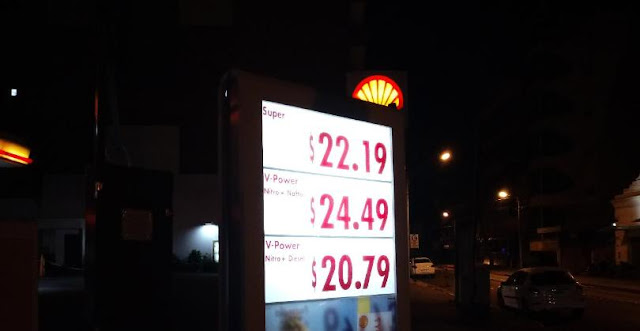 Super
$22.19
V-Power
Nitro+ Nafta
$24.49
V-Power
Nitro+ Diesel
$20.79